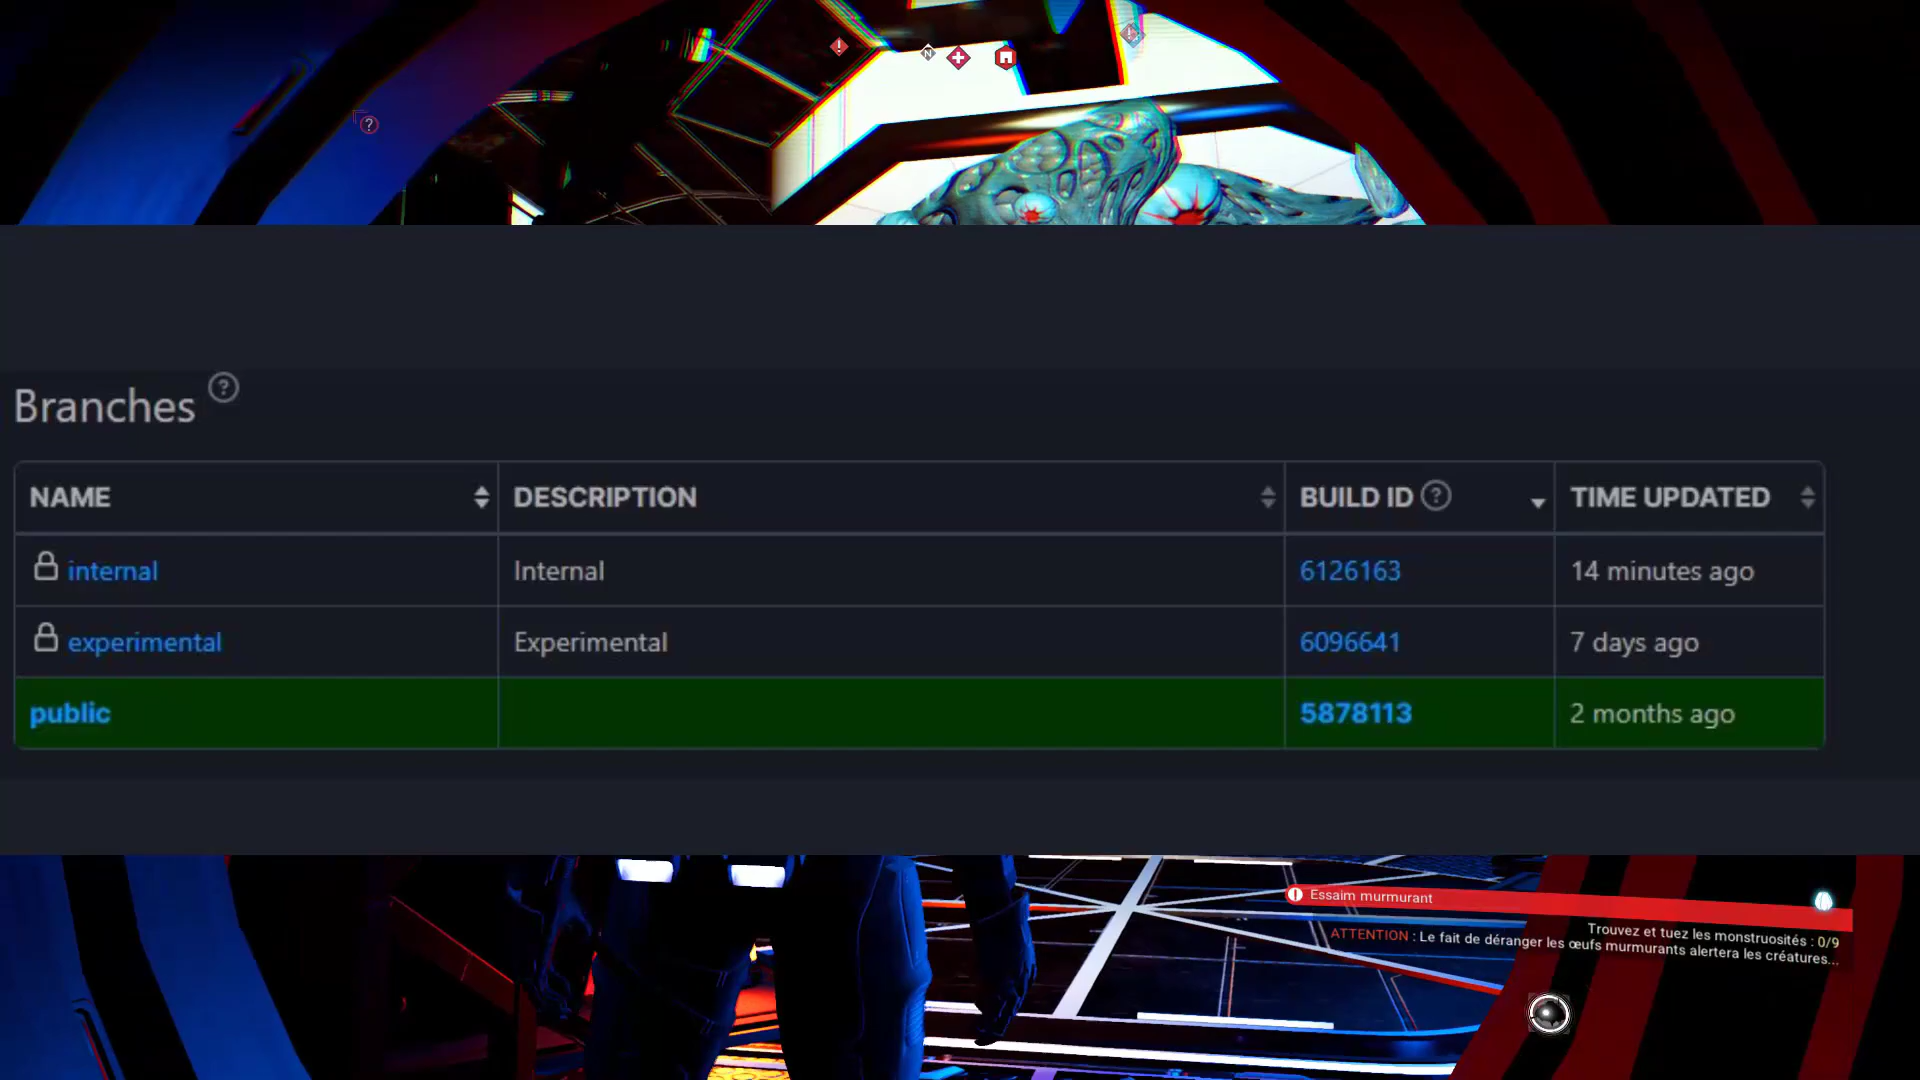 N
?
Branches ?
NAME DESCRIPTION BUILD ID ? TIME UPDATED
internal Internal 6126163 14 minutes ago
experimental Experimental 6096641 7 days ago
public 5878113 2 months ago
! Essaim murmurant
Trouvez et tuez les monstruosités : 0/9
ATTENTION : Le fait de déranger les œufs murmurants alertera les créatures...